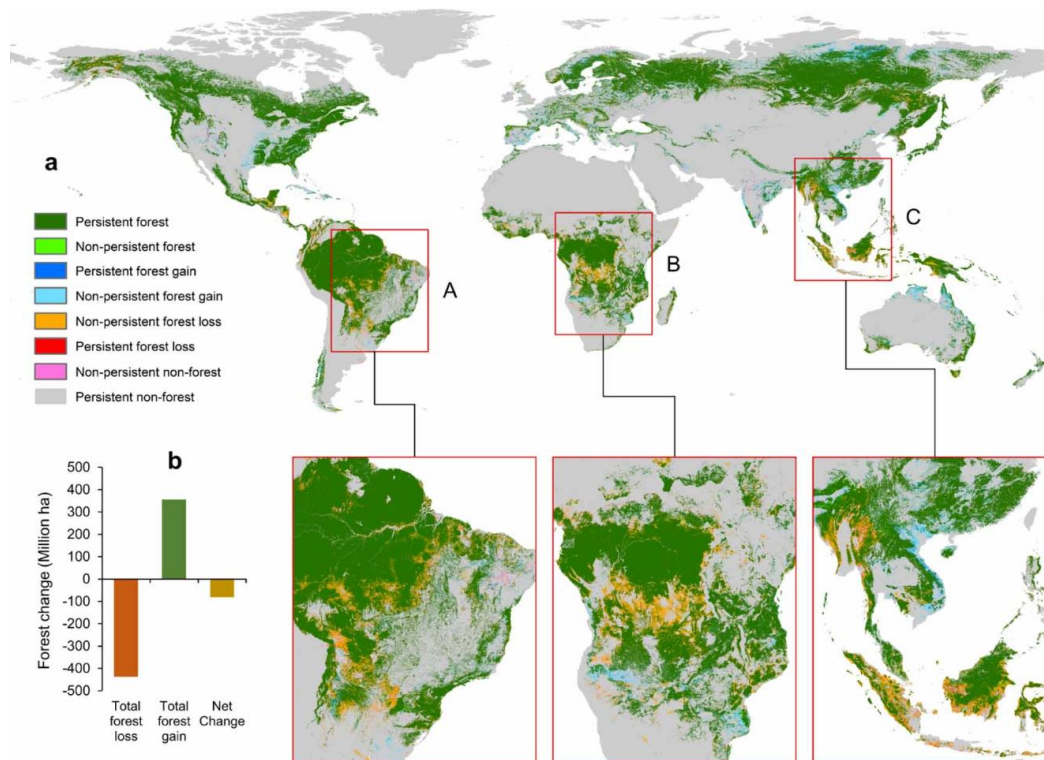 a
Persistent forest
Non-persistent forest
Persistent forest gain
Non-persistent forest gain
Non-persistent forest loss
Persistent forest loss
Non-persistent non-forest
Persistent non-forest
A
B
C
b
Forest change (Million ha)
500
400
300
200
100
0
-100
-200
-300
-400
-500
Total
forest
loss
Total
forest
gain
Net
Change